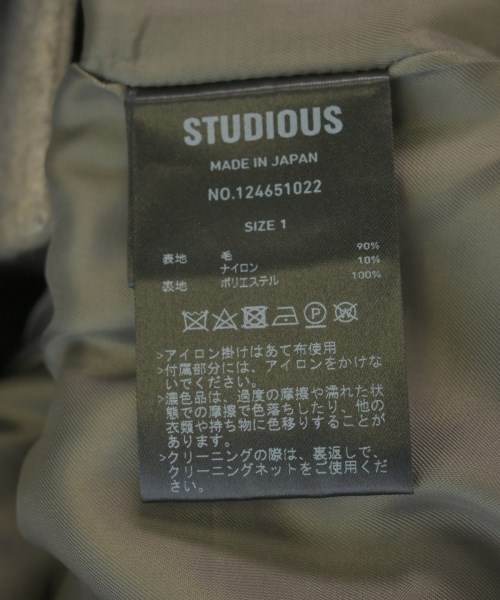 STUDIOUS
MADE IN JAPAN
NO.124651022
SIZE 1
表地 毛 90%
ナイロン 10%
表地 ポリエステル 100%
P W
>アイロン掛けはあて布使用
>付属部分には、アイロンをかけな
いでください。
>濃色品は、過度の摩擦や濡れた状
態での摩擦で色落ちしたり、他の
衣類や持ち物に色移りすることが
あります。
>クリーニングの際は、裏返しで、
クリーニングネットをご使用くだ
さい。